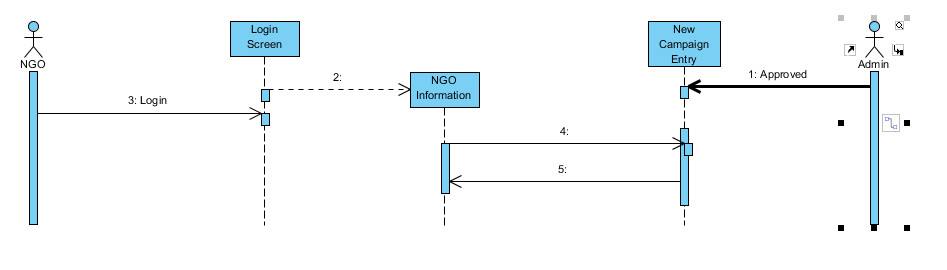 Login
Screen
New
Campaign
Entry
NGO
Admin
2:
NGO
Information
1: Approved
3: Login
4:
5: